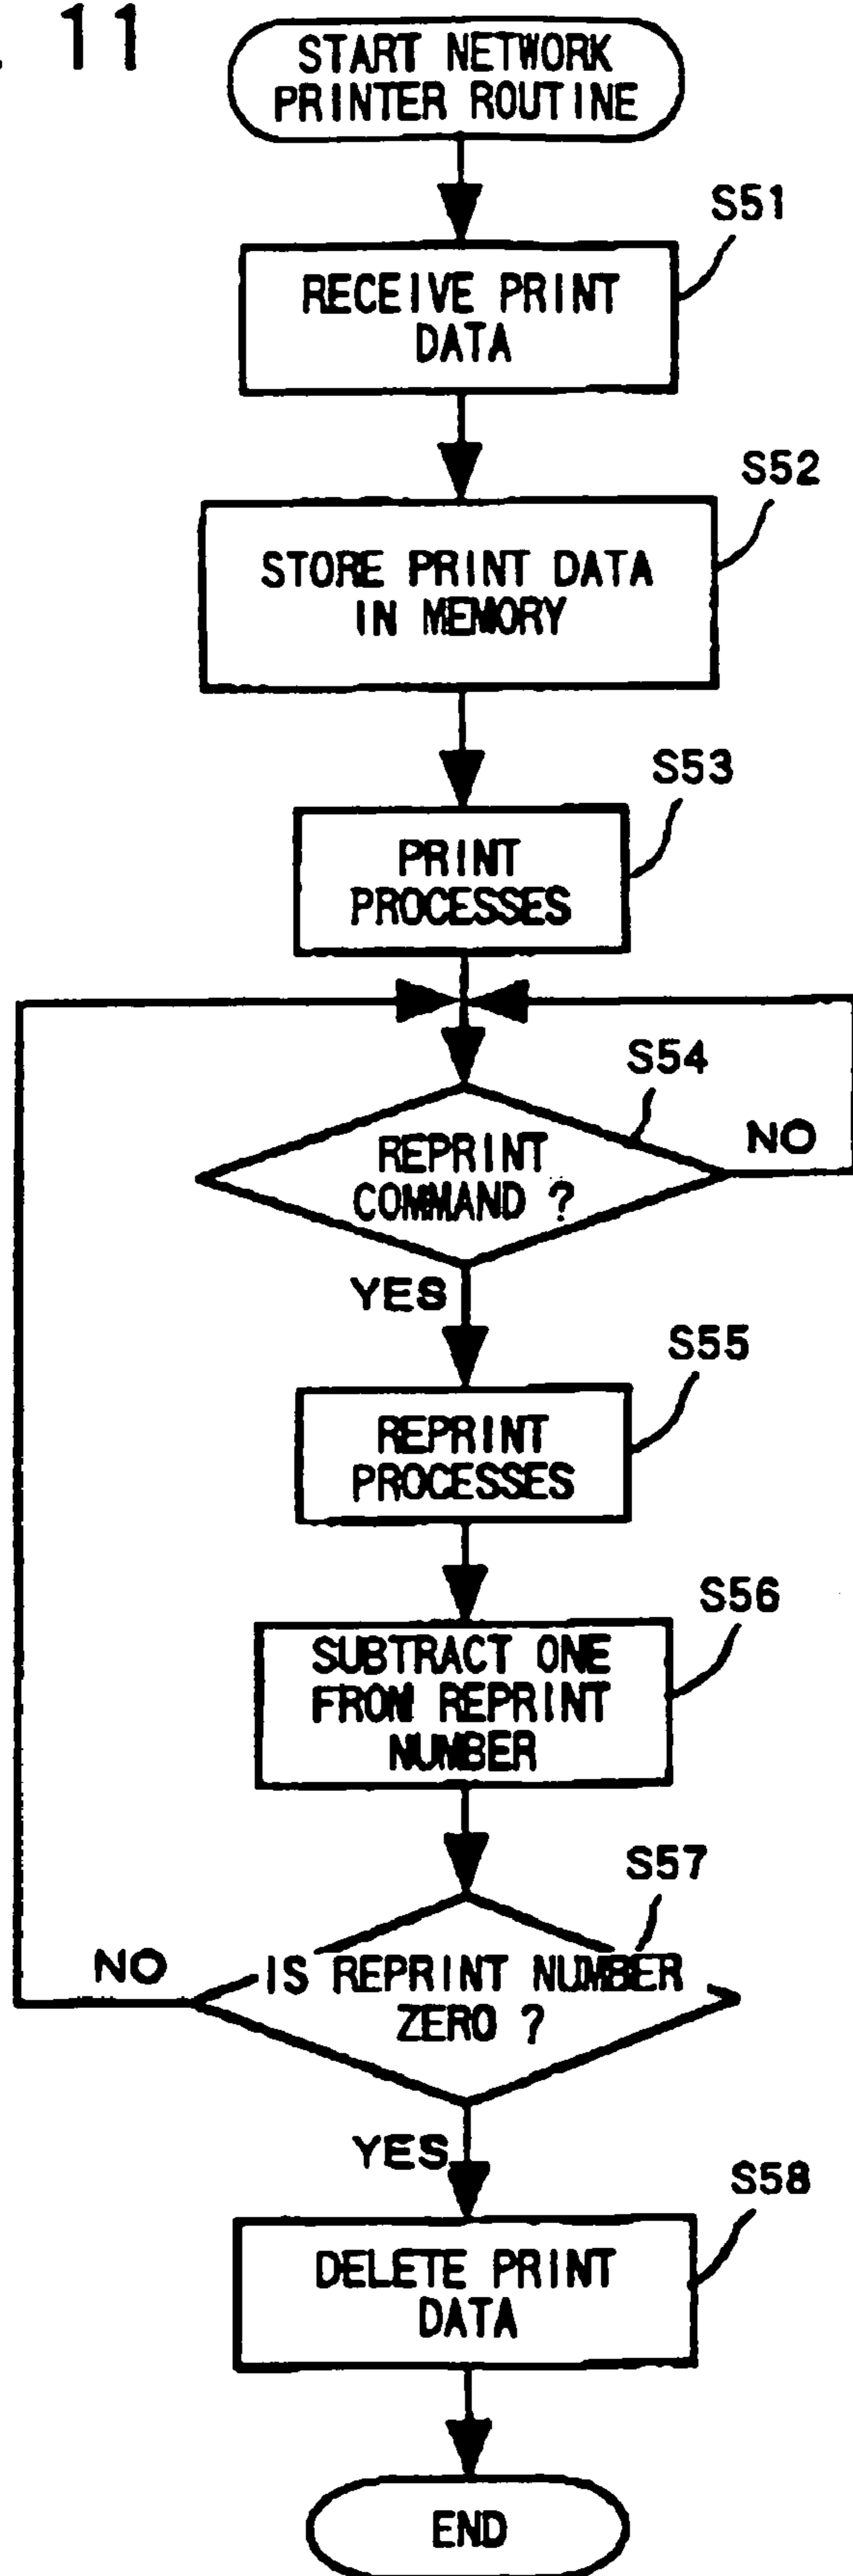 . 11
START NETWORK
PRINTER ROUTINE
S51
RECEIVE PRINT
DATA
S52
STORE PRINT DATA
IN MEMORY
S53
PRINT
PROCESSES
S54
REPRINT
COMMAND ?
NO
YES
S55
REPRINT
PROCESSES
S56
SUBTRACT ONE
FROM REPRINT
NUMBER
S57
NO
IS REPRINT NUMBER
ZERO ?
YES
S58
DELETE PRINT
DATA
END